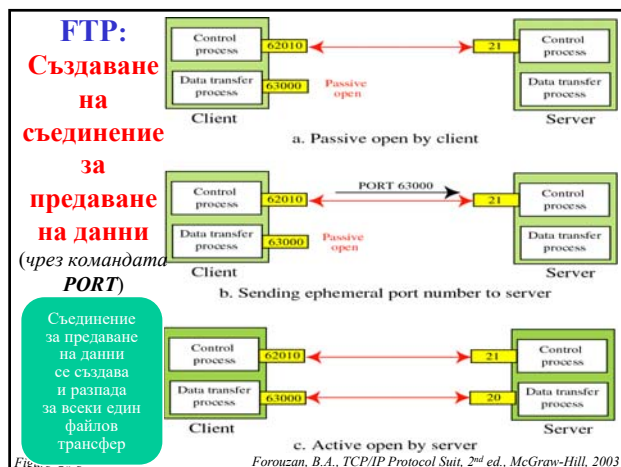 FTP:
Създаване
на
съединение
за
предаване
на данни
(чрез командата
PORT)
Съединение
за предаване
на данни
се създава
и разпада
за всеки един
файлов
трансфер
Control
process
62010
21
Control
process
Data transfer
process
63000
Passive
open
Data transfer
process
Client
Server
a. Passive open by client
Control
process
62010
PORT 63000
21
Control
process
Data transfer
process
63000
Passive
open
Data transfer
process
Client
Server
b. Sending ephemeral port number to server
Control
process
62010
21
Control
process
Data transfer
process
63000
20
Data transfer
process
Client
Server
c. Active open by server
Forouzan, B.A., TCP/IP Protocol Suit, 2nd ed., McGraw-Hill, 2003